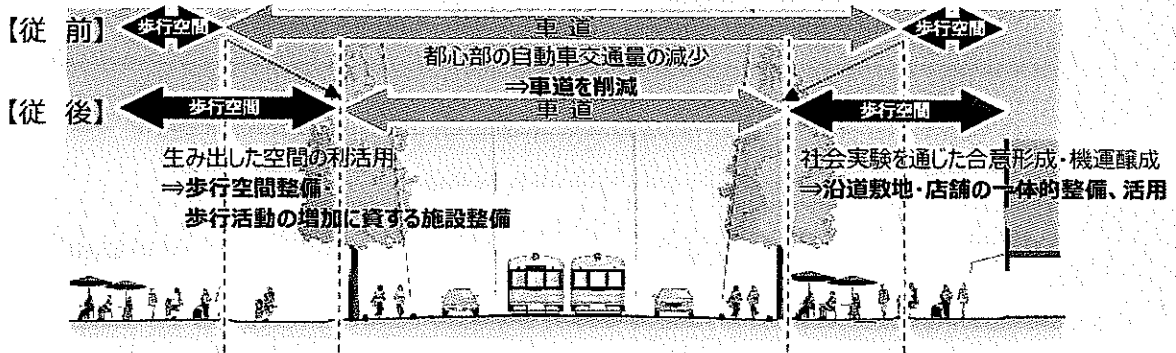 【従 前】 歩行空間 車 道 歩行空間
都心部の自動車交通量の減少
⇒車道を削減
【従 後】 歩行空間 車 道 歩行空間
生み出した空間の利活用
⇒歩行空間整備
歩行活動の増加に資する施設整備
社会実験を通じた合意形成・機運醸成
⇒沿道敷地・店舗の一体的整備、活用